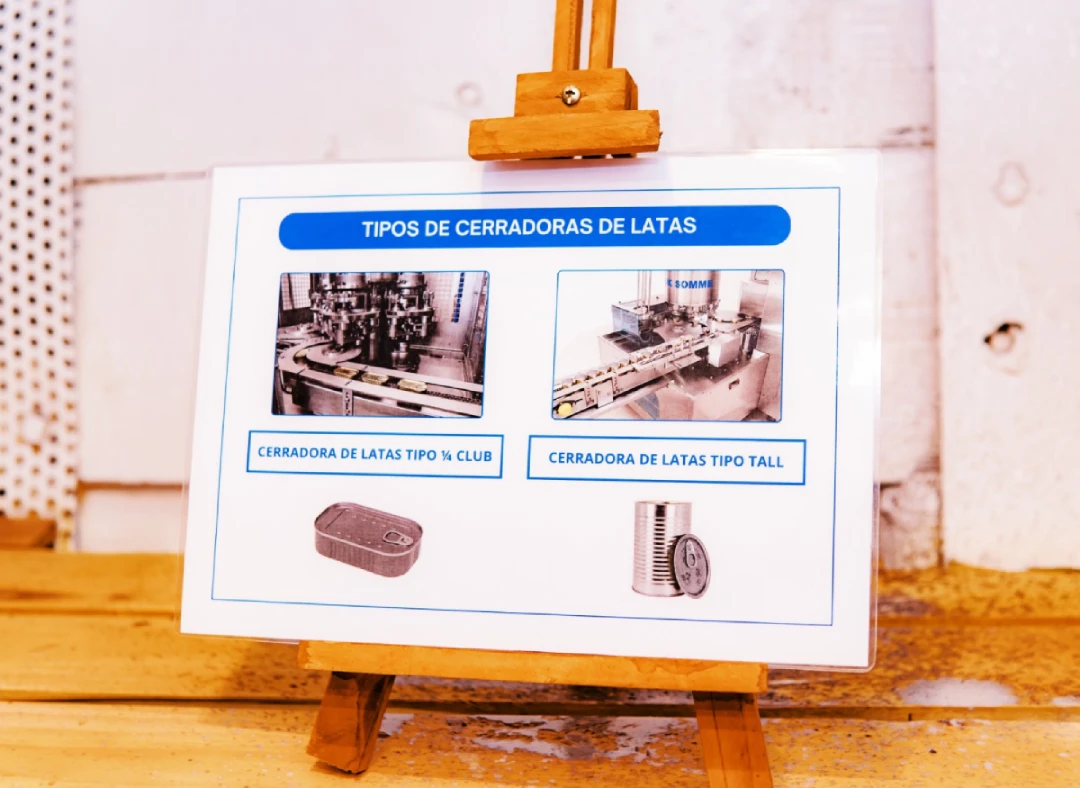 TIPOS DE CERRADORAS DE LATAS
K SOMME
CERRADORA DE LATAS TIPO ¼ CLUB
CERRADORA DE LATAS TIPO TALL